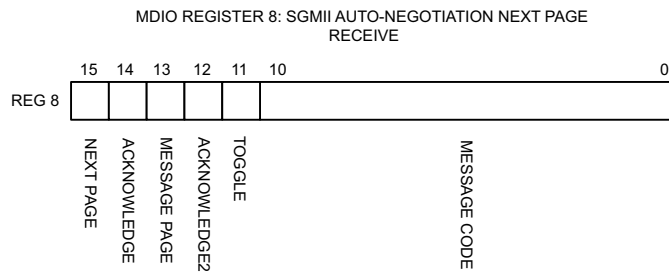 MDIO REGISTER 8: SGMII AUTO-NEGOTIATION NEXT PAGE
RECEIVE
15 14 13 12 11 10 0
REG 8
NEXT PAGE
ACKNOWLEDGE
MESSAGE PAGE
ACKNOWLEDGE2
TOGGLE
MESSAGE CODE